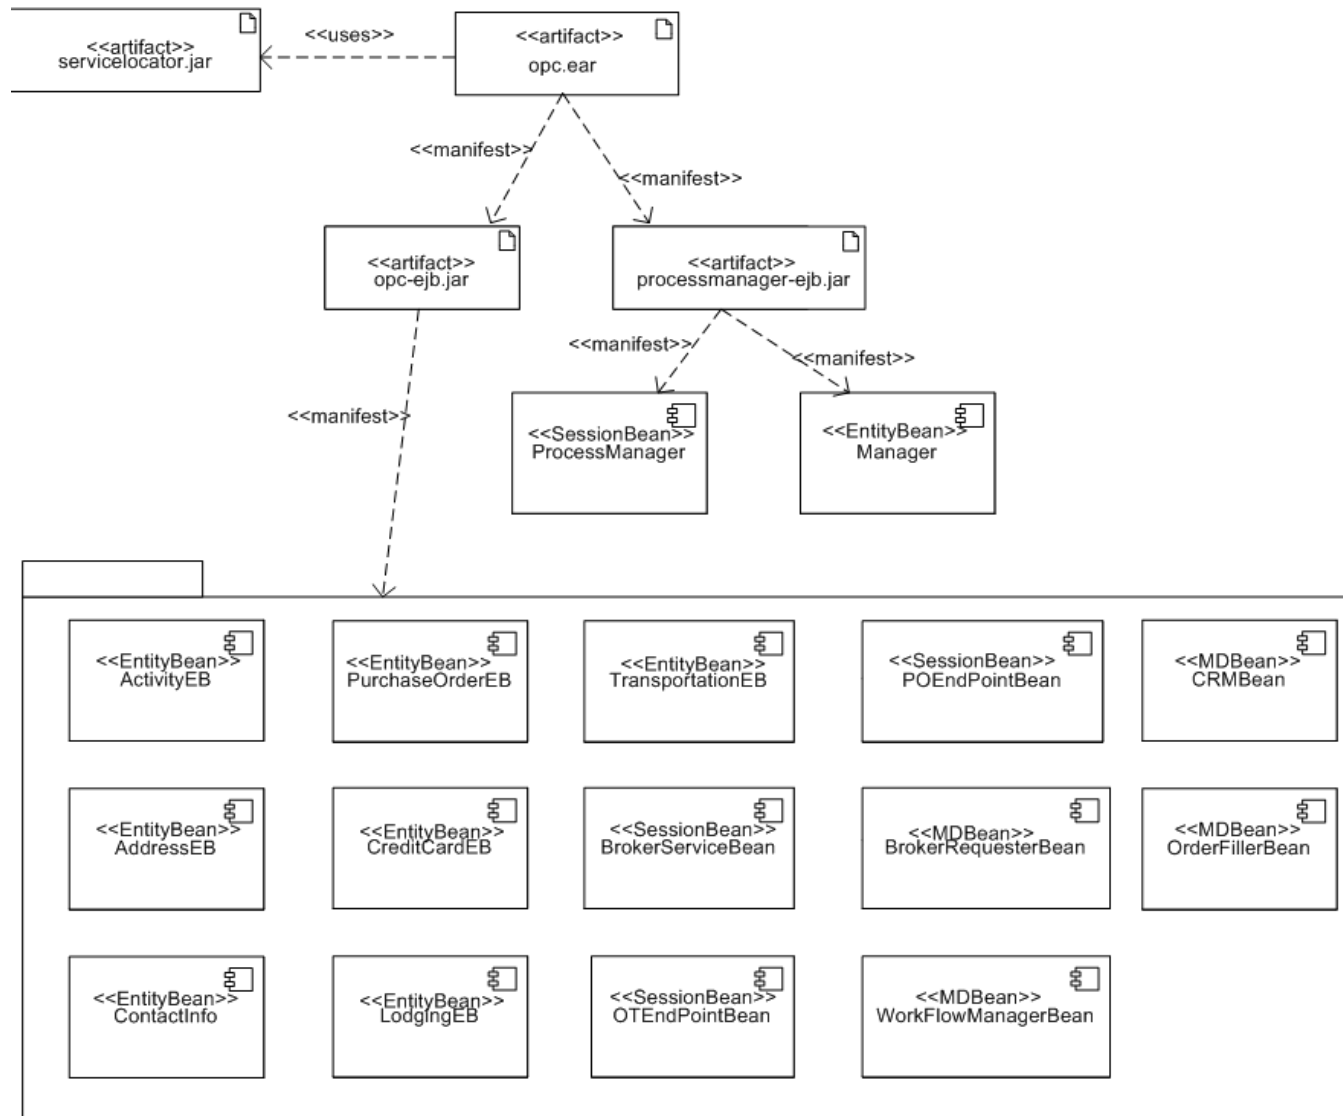 <<artifact>>
servicelocator.jar
<<uses>>
<<artifact>>
opc.ear
<<manifest>>
<<manifest>>
<<artifact>>
opc-ejb.jar
<<artifact>>
processmanager-ejb.jar
<<manifest>>
<<manifest>>
<<manifest>>
<<SessionBean>>
ProcessManager
<<EntityBean>>
Manager
<<EntityBean>>
ActivityEB
<<EntityBean>>
PurchaseOrderEB
<<EntityBean>>
TransportationEB
<<SessionBean>>
POEndPointBean
<<MDBean>>
CRMBean
<<EntityBean>>
AddressEB
<<EntityBean>>
CreditCardEB
<<SessionBean>>
BrokerServiceBean
<<MDBean>>
BrokerRequesterBean
<<MDBean>>
OrderFillerBean
<<EntityBean>>
ContactInfo
<<EntityBean>>
LodgingEB
<<SessionBean>>
OTEndPointBean
<<MDBean>>
WorkFlowManagerBean